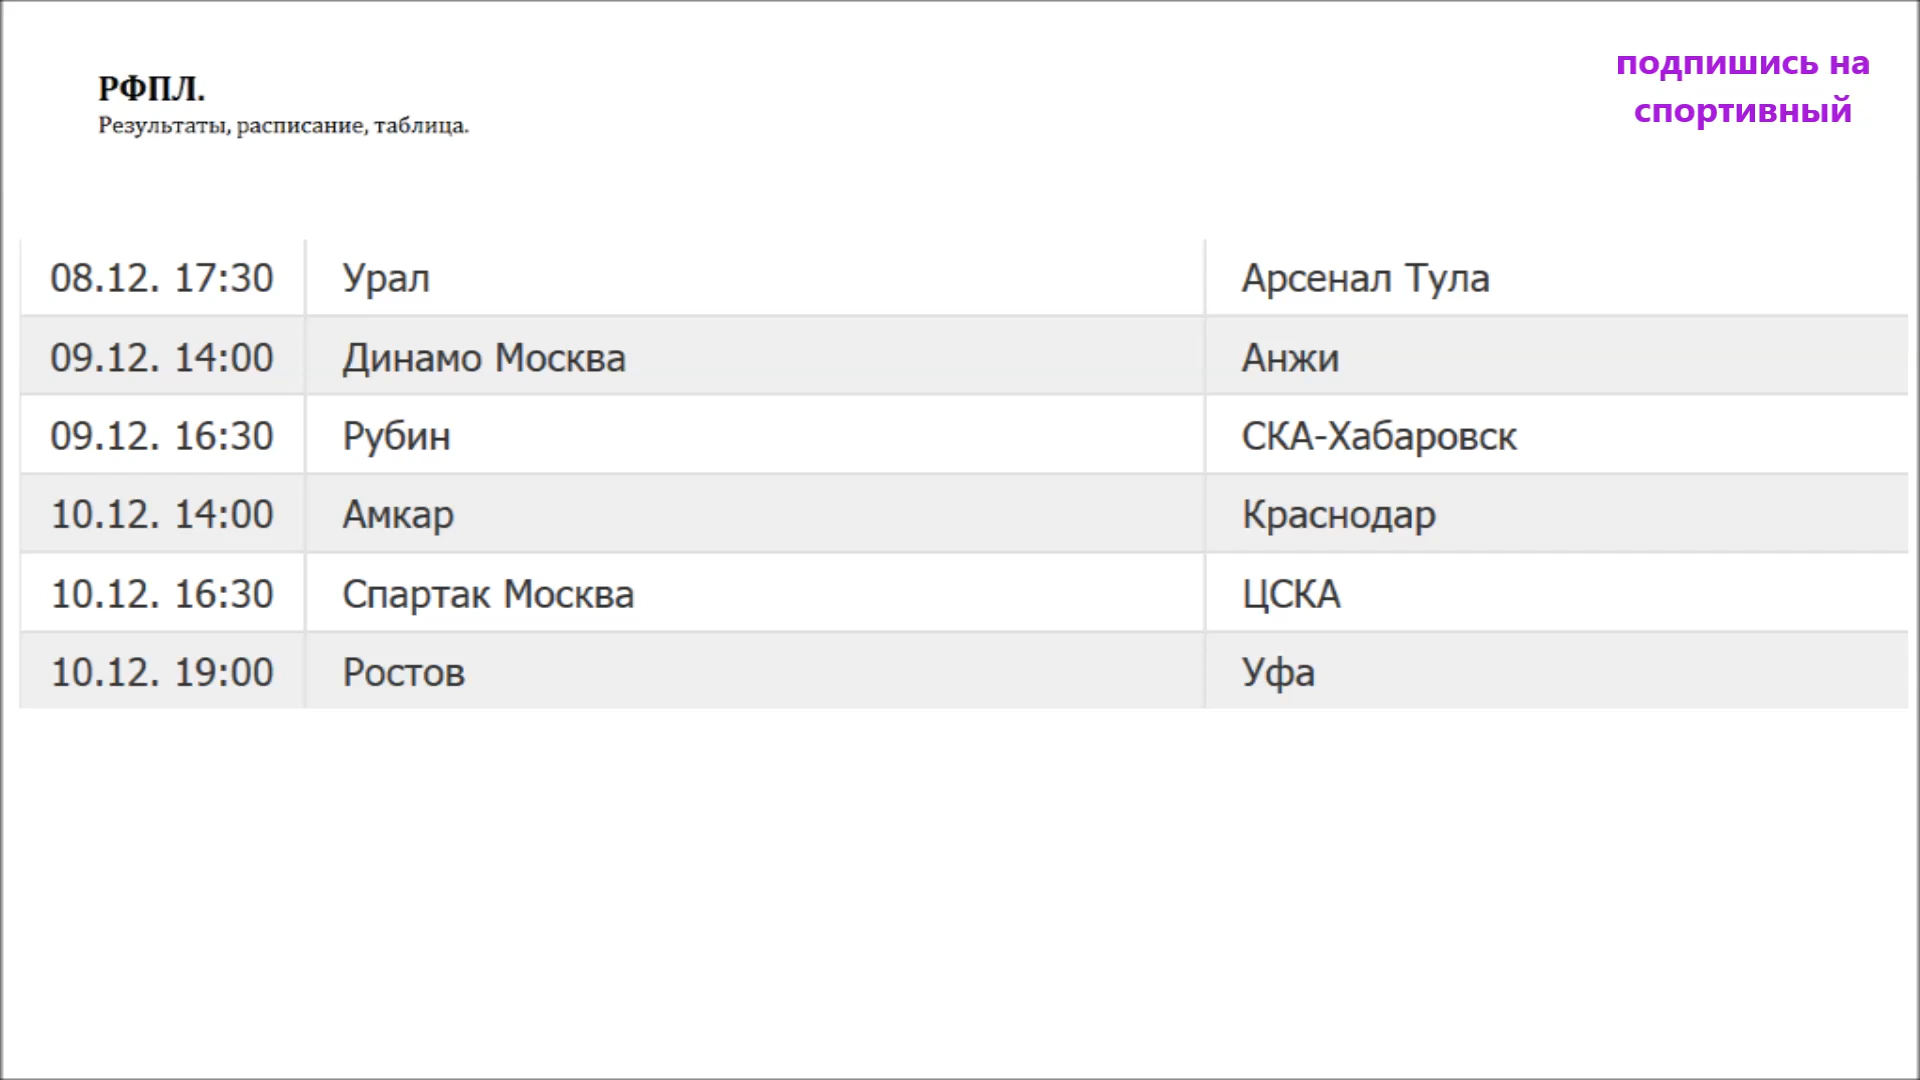 РФПЛ.
Результаты, расписание, таблица.
подпишись на
спортивный
08.12. 17:30 Урал Арсенал Тула
09.12. 14:00 Динамо Москва Анжи
09.12. 16:30 Рубин СКА-Хабаровск
10.12. 14:00 Амкар Краснодар
10.12. 16:30 Спартак Москва ЦСКА
10.12. 19:00 Ростов Уфа